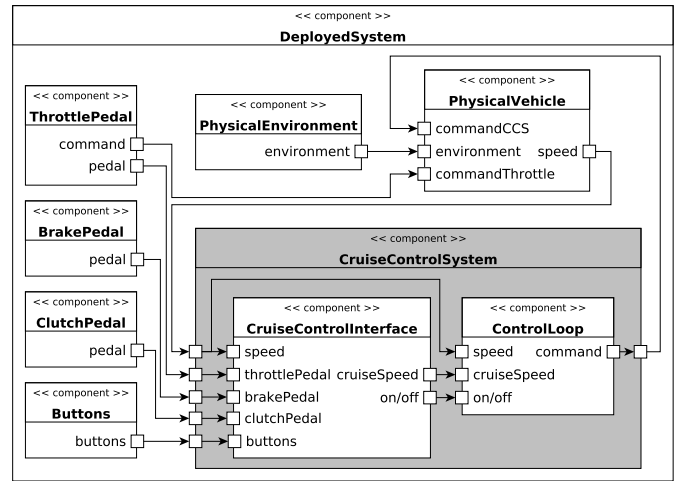 << component >>
DeployedSystem
<< component >>
ThrottlePedal
command
pedal
<< component >>
PhysicalEnvironment
environment
<< component >>
PhysicalVehicle
commandCCS
environment speed
commandThrottle
<< component >>
BrakePedal
pedal
<< component >>
ClutchPedal
pedal
<< component >>
Buttons
buttons
<< component >>
CruiseControlSystem
<< component >>
CruiseControlInterface
speed
throttlePedal cruiseSpeed
brakePedal on/off
clutchPedal
buttons
<< component >>
ControlLoop
speed command
cruiseSpeed
on/off